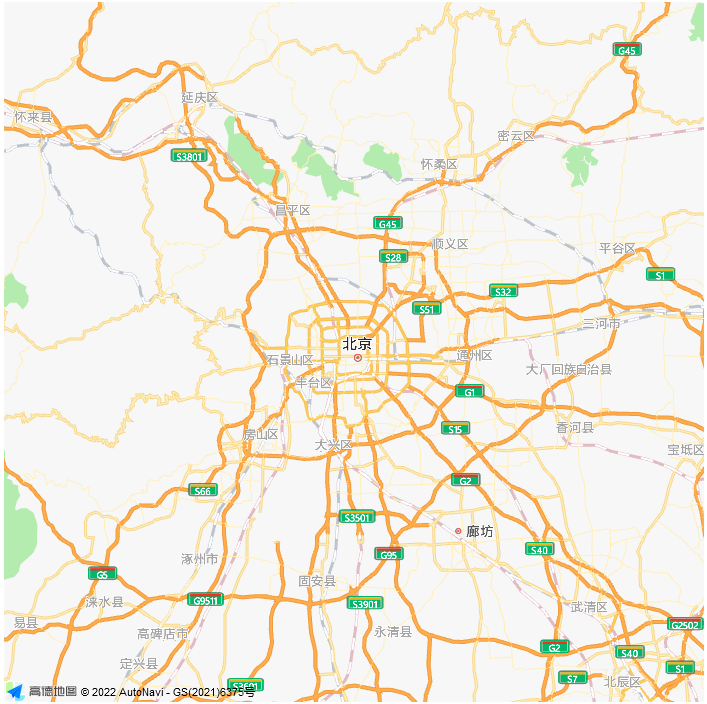 G45
延庆区
怀来县
密云区
S3801
怀柔区
昌平区
G45
顺义区
平谷区
S28
S1
S32
S51
三河市
北京
石景山区
通州区
大厂回族自治县
丰台区
G1
S15
香河县
房山区
大兴区
宝坻区
G2
S66
S3501
廊坊
S40
G95
涿州市
G5
固安县
涞水县
G9511
S3901
武清区
易县
G2502
高碑店市
永清县
G2
S40
定兴县
S1
S7
北辰区
S3601
高德地图 © 2022 AutoNavi - GS(2021)6375号